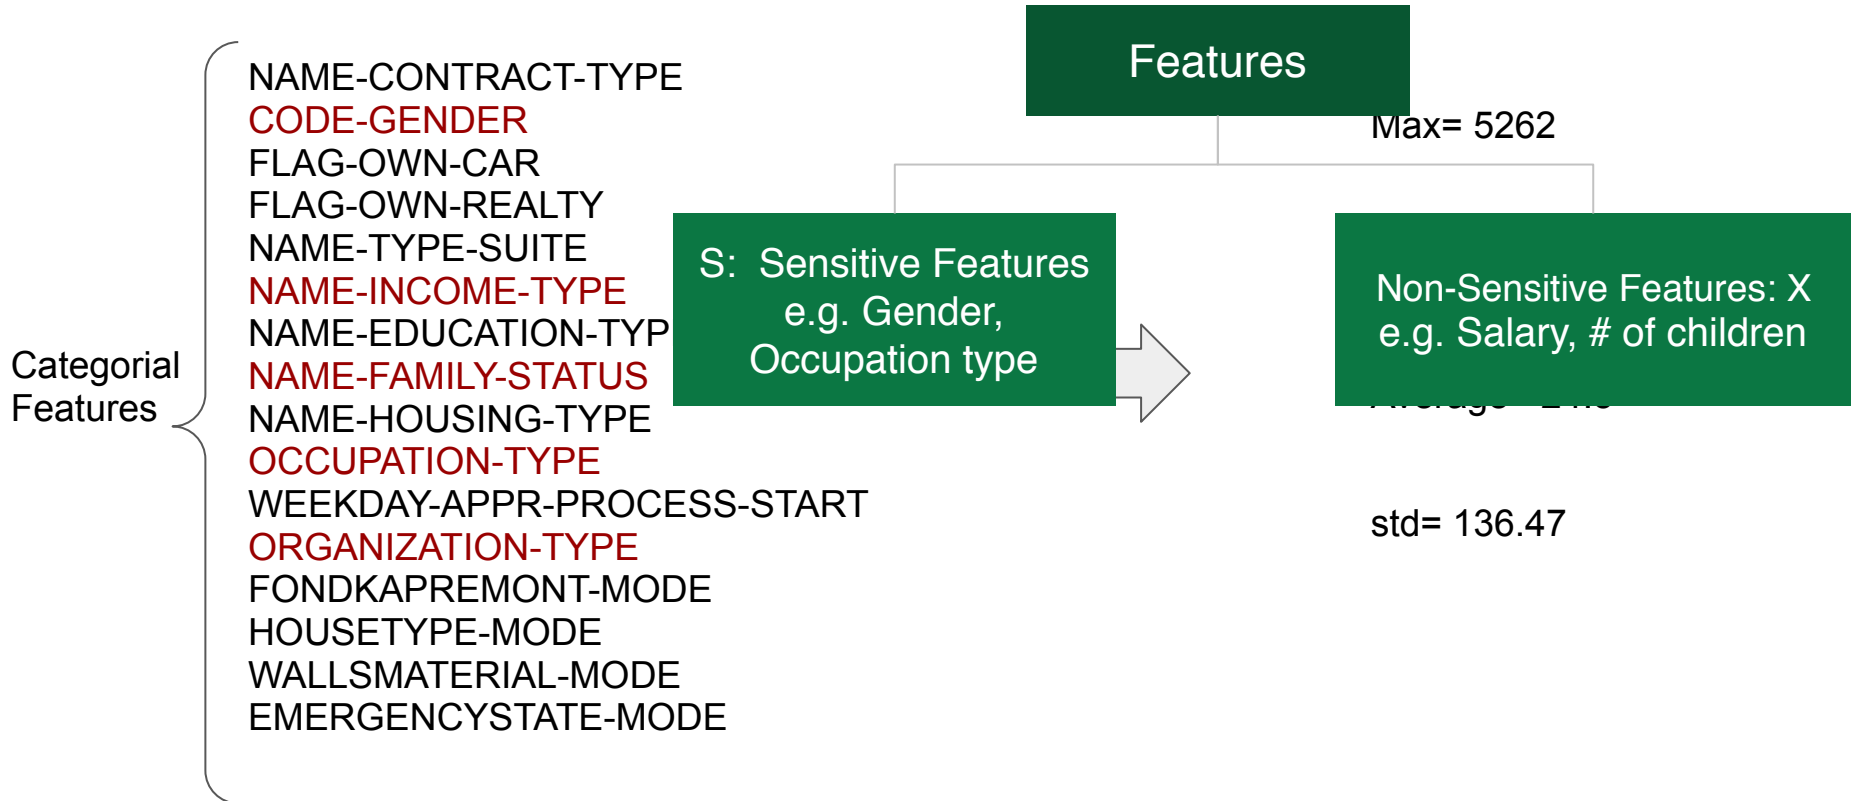 Categorial
Features
NAME-CONTRACT-TYPE
CODE-GENDER
FLAG-OWN-CAR
FLAG-OWN-REALTY
NAME-TYPE-SUITE
NAME-INCOME-TYPE
NAME-EDUCATION-TYP
NAME-FAMILY-STATUS
NAME-HOUSING-TYPE
OCCUPATION-TYPE
WEEKDAY-APPR-PROCESS-START
ORGANIZATION-TYPE
FONDKAPREMONT-MODE
HOUSETYPE-MODE
WALLSMATERIAL-MODE
EMERGENCYSTATE-MODE
Features
Max= 5262
S: Sensitive Features
e.g. Gender,
Occupation type
Non-Sensitive Features: X
e.g. Salary, # of children
std= 136.47